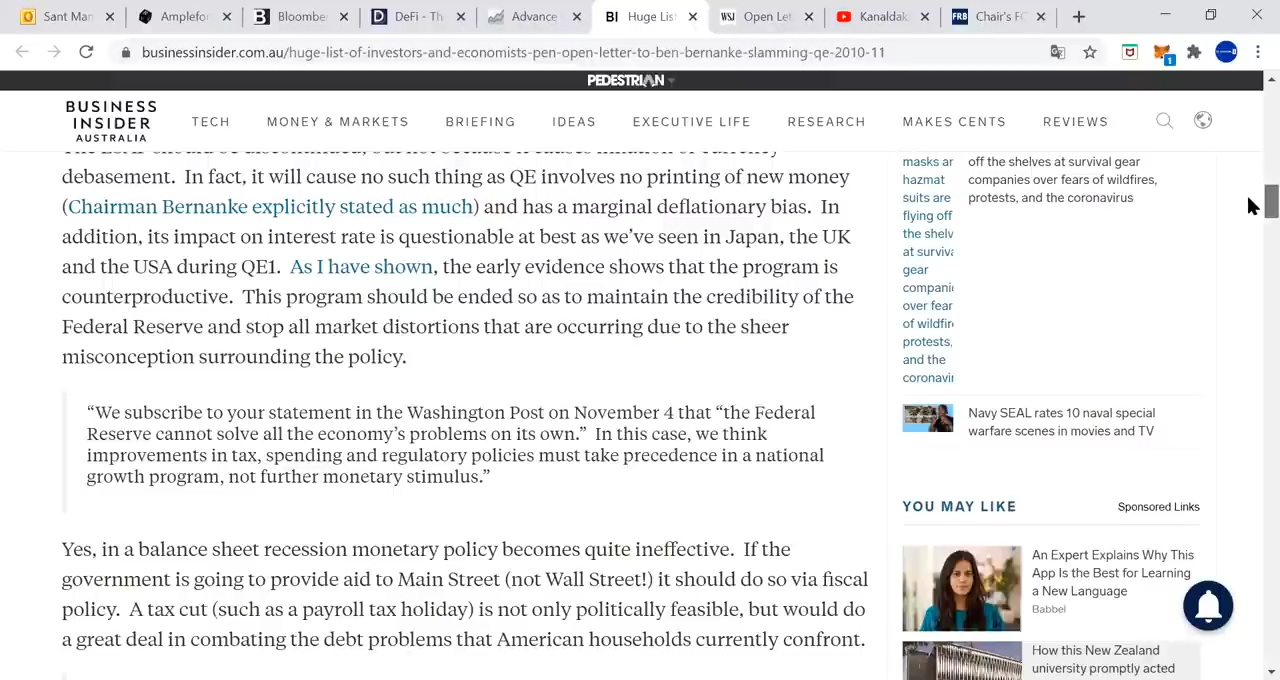 Sant Mar
Amplefor
Bloombe
DeFi - Th
Advance
BI Huge Lis
WSJ Open Let
Kanaldak
FRB Chair's FO
businessinsider.com.au/huge-list-of-investors-and-economists-pen-open-letter-to-ben-bernanke-slamming-qe-2010-11
1
PEDESTRIAN
BUSINESS
INSIDER
AUSTRALIA
TECH MONEY & MARKETS BRIEFING IDEAS EXECUTIVE LIFE RESEARCH MAKES CENTS REVIEWS
debasement. In fact, it will cause no such thing as QE involves no printing of new money
(Chairman Bernanke explicitly stated as much) and has a marginal deflationary bias. In
addition, its impact on interest rate is questionable at best as we've seen in Japan, the UK
and the USA during QE1. As I have shown, the early evidence shows that the program is
counterproductive. This program should be ended so as to maintain the credibility of the
Federal Reserve and stop all market distortions that are occurring due to the sheer
misconception surrounding the policy.
“We subscribe to your statement in the Washington Post on November 4 that “the Federal
Reserve cannot solve all the economy's problems on its own.” In this case, we think
improvements in tax, spending and regulatory policies must take precedence in a national
growth program, not further monetary stimulus.”
Yes, in a balance sheet recession monetary policy becomes quite ineffective. If the
government is going to provide aid to Main Street (not Wall Street!) it should do so via fiscal
policy. A tax cut (such as a payroll tax holiday) is not only politically feasible, but would do
a great deal in combating the debt problems that American households currently confront.
masks ar
hazmat
suits are
flying off
the shelv
at surviva
gear
compani
over fear
of wildfir
protests,
and the
coronavi
off the shelves at survival gear
companies over fears of wildfires,
protests, and the coronavirus
Navy SEAL rates 10 naval special
warfare scenes in movies and TV
YOU MAY LIKE
Sponsored Links
An Expert Explains Why This
App Is the Best for Learning
a New Language
Babbel
How this New Zealand
university promptly acted